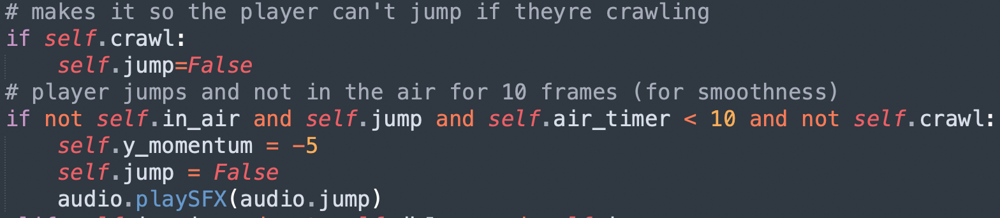 # makes it so the player can't jump if theyre crawling
if self.crawl:
    self.jump=False
# player jumps and not in the air for 10 frames (for smoothness)
if not self.in_air and self.jump and self.air_timer < 10 and not self.crawl:
    self.y_momentum = -5
    self.jump = False
    audio.playSFX(audio.jump)